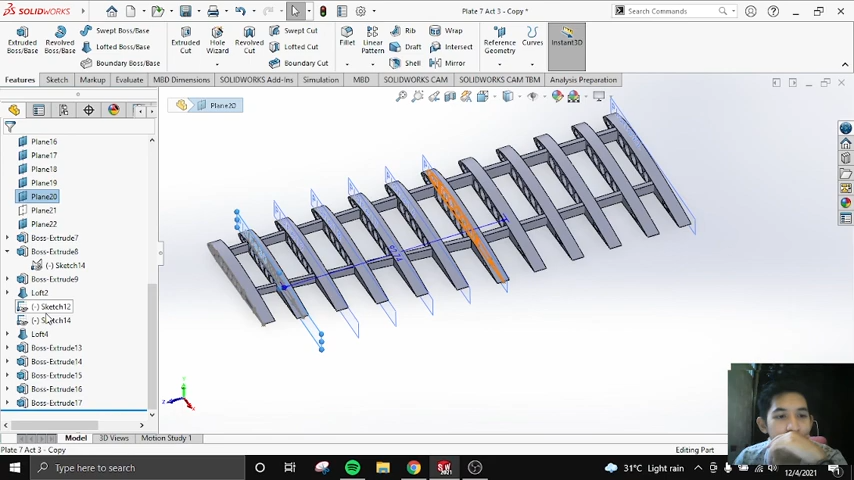 SOLIDWORKS
Plate 7 Act 3 - Copy *
Search Commands
Extruded Boss/Base
Revolved Boss/Base
Swept Boss/Base
Lofted Boss/Base
Boundary Boss/Base
Extruded Cut
Hole Wizard
Revolved Cut
Swept Cut
Lofted Cut
Boundary Cut
Fillet
Linear Pattern
Rib
Draft
Shell
Wrap
Intersect
Mirror
Reference Geometry
Curves
Instant3D
Features
Sketch
Markup
Evaluate
MBD Dimensions
SOLIDWORKS Add-Ins
Simulation
MBD
SOLIDWORKS CAM
SOLIDWORKS CAM TBM
Analysis Preparation
Plane20
Plane16
Plane17
Plane18
Plane19
Plane20
Plane21
Plane22
Boss-Extrude7
Boss-Extrude8
(-) Sketch14
Boss-Extrude9
Loft2
(-) Sketch12
(-) Sketch14
Loft4
Boss-Extrude13
Boss-Extrude14
Boss-Extrude15
Boss-Extrude16
Boss-Extrude17
Model
3D Views
Motion Study 1
Plate 7 Act 3 - Copy
Editing Part
Type here to search
31°C Light rain
12/4/2021